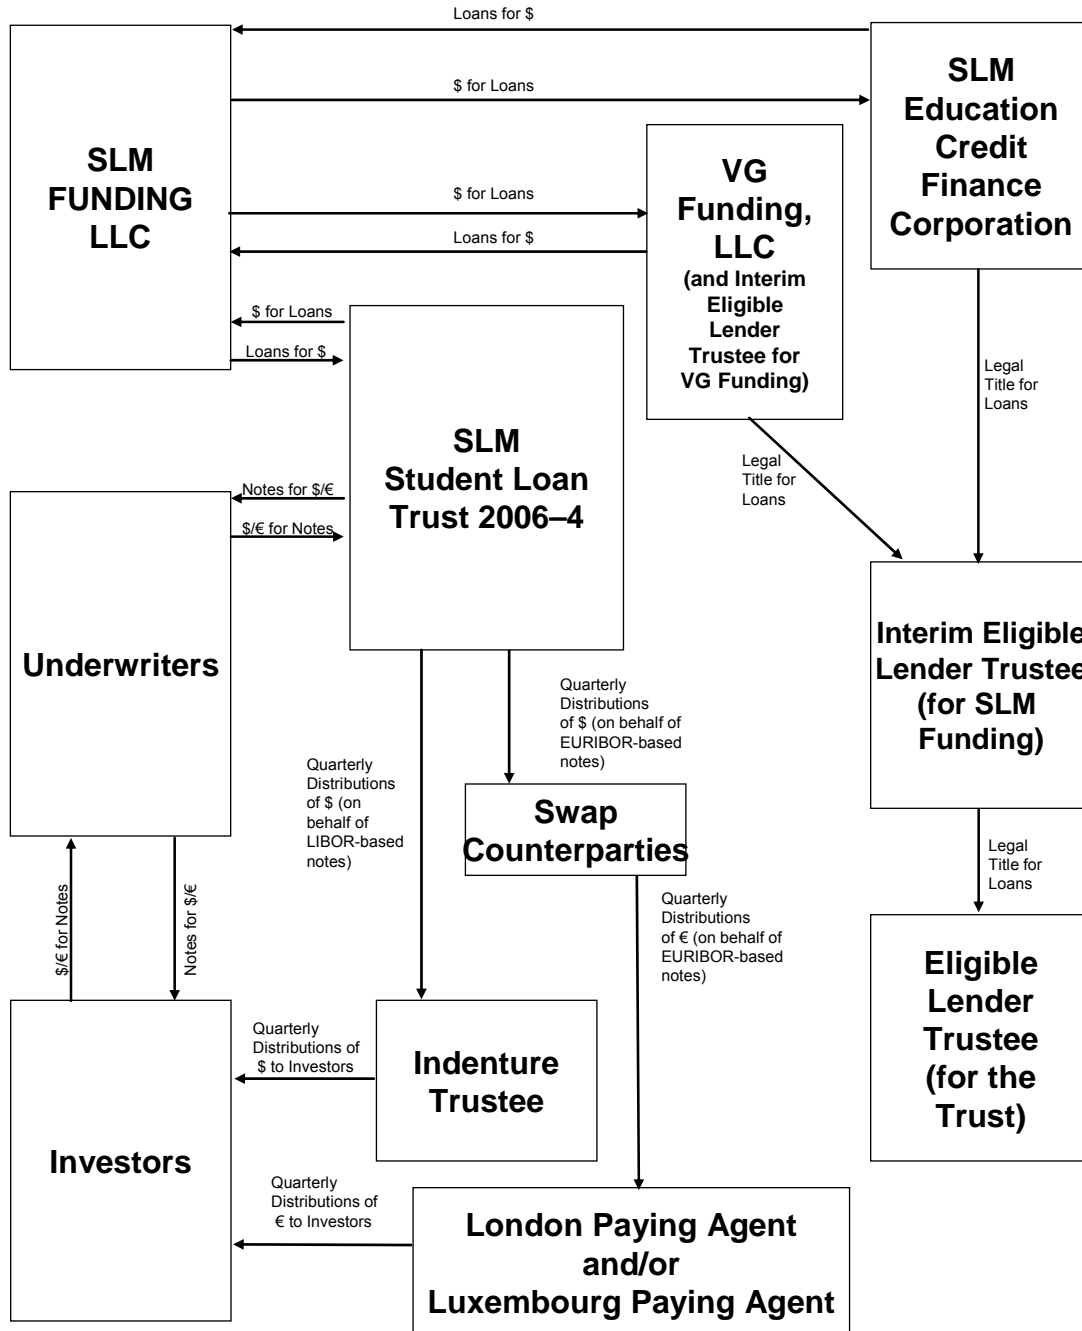 Loans for $
$ for Loans
SLM
FUNDING
LLC
SLM
Education
Credit
Finance
Corporation
VG
Funding,
LLC
(and Interim
Eligible
Lender
Trustee for
VG Funding)
$ for Loans
Loans for $
$ for Loans
Loans for $
SLM
Student Loan
Trust 2006–4
Legal
Title for
Loans
Legal
Title for
Loans
Notes for $/€
$/€ for Notes
Underwriters
Interim Eligible
Lender Trustee
(for SLM
Funding)
Quarterly
Distributions
of $ (on behalf of
EURIBOR-based
notes)
Quarterly
Distributions
of $ (on
behalf of
LIBOR-based
notes)
Swap
Counterparties
Legal
Title for
Loans
$/€ for Notes
Notes for $/€
Quarterly
Distributions
of € (on behalf of
EURIBOR-based
notes)
Eligible
Lender
Trustee
(for the
Trust)
Quarterly
Distributions of
$ to Investors
Indenture
Trustee
Investors
Quarterly
Distributions of
€ to Investors
London Paying Agent
and/or
Luxembourg Paying Agent